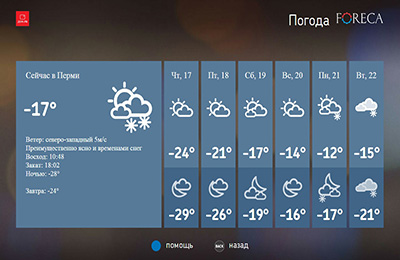 Погода FORECA
Сейчас в Перми
-17°
Ветер: северо-западный 5м/с
Преимущественно ясно и временами снег
Восход: 10:48
Закат: 18:02
Ночью: -28°
Завтра: -24°
Чт, 17 Пт, 18 Сб, 19 Вс, 20 Пн, 21 Вт, 22
-24° -21° -17° -14° -12° -15°
-29° -26° -19° -16° -17° -21°
помощь BACK назад